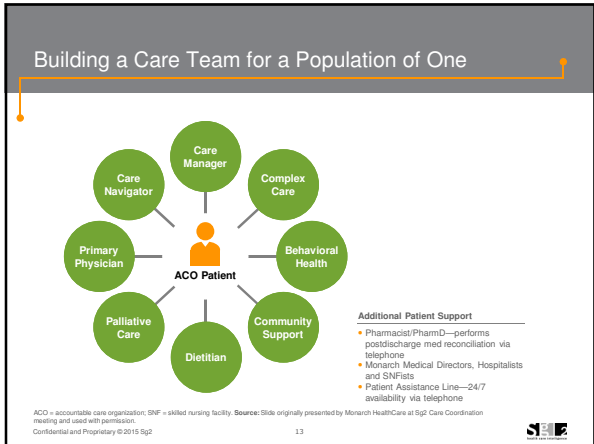 Building a Care Team for a Population of One
Care
Manager
Complex
Care
Behavioral
Health
Community
Support
Dietitian
Palliative
Care
Primary
Physician
Care
Navigator
ACO Patient
Additional Patient Support
• Pharmacist/PharmD—performs
postdischarge med reconciliation via
telephone
• Monarch Medical Directors, Hospitalists
and SNFists
• Patient Assistance Line—24/7
availability via telephone
ACO = accountable care organization; SNF = skilled nursing facility. Source: Slide originally presented by Monarch HealthCare at Sg2 Care Coordination
meeting and used with permission.
Confidential and Proprietary © 2015 Sg2
13
Sg2
health care intelligence